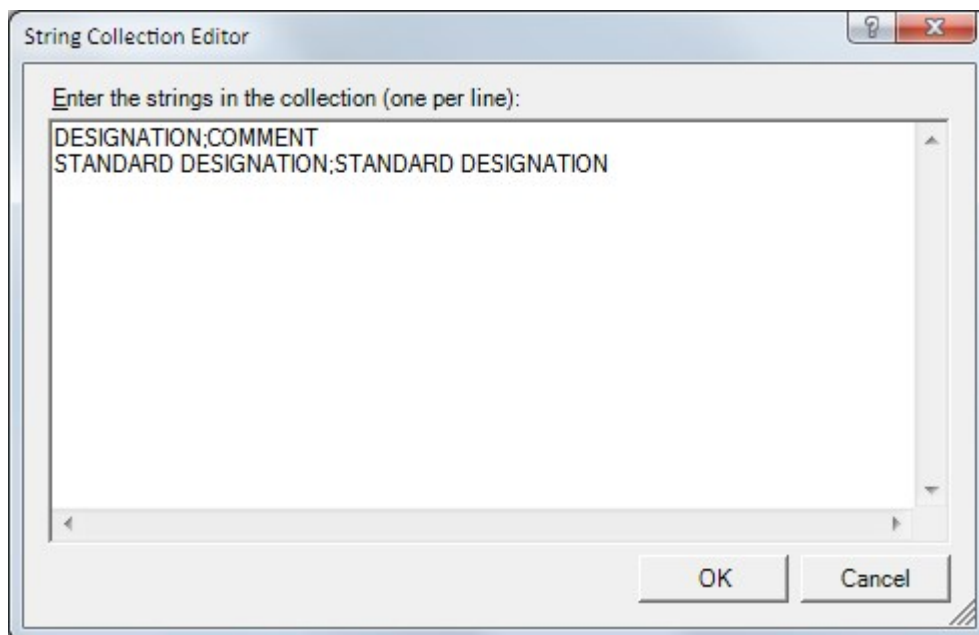 String Collection Editor
Enter the strings in the collection (one per line):
DESIGNATION;COMMENT
STANDARD DESIGNATION;STANDARD DESIGNATION
OK Cancel